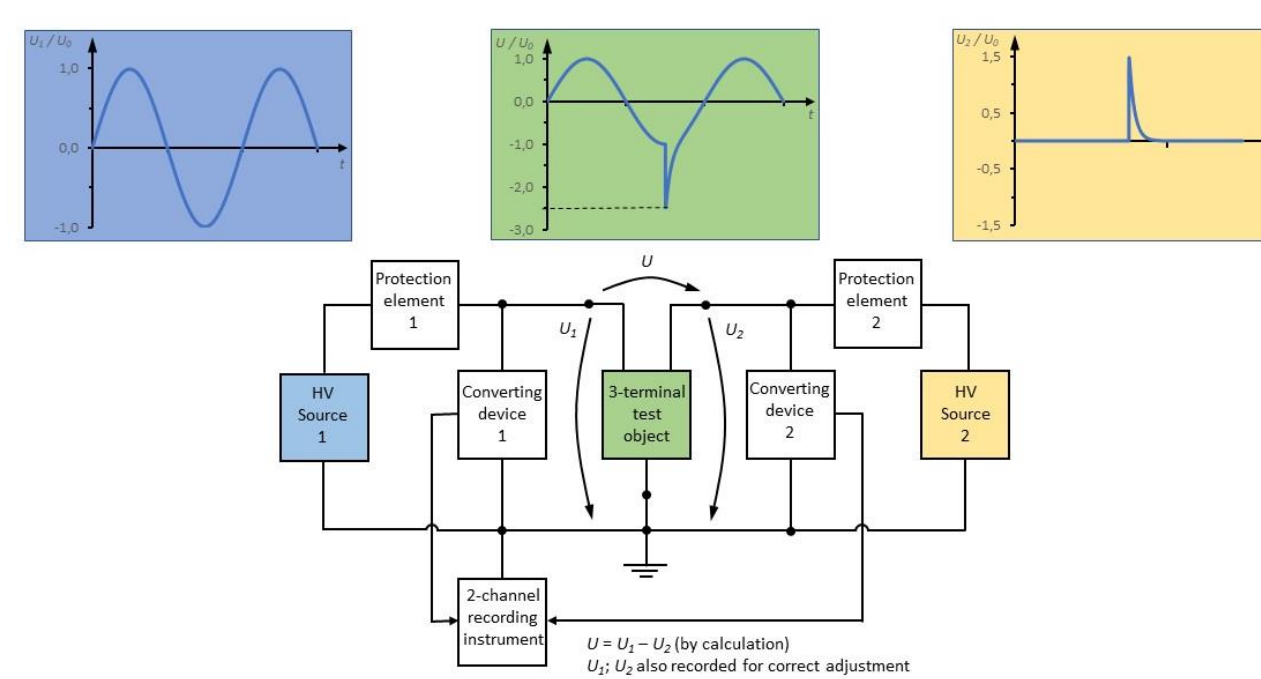 U1 / U0
1,0
0,0
-1,0
t
U / U0
1,0
0,0
-1,0
-2,0
-3,0
t
U2 / U0
1,5
0,5
-0,5
-1,5
U
Protection
element
1
Protection
element
2
U1
U2
HV
Source
1
Converting
device
1
3-terminal
test
object
Converting
device
2
HV
Source
2
2-channel
recording
instrument
U = U1 – U2 (by calculation)
U1; U2 also recorded for correct adjustment